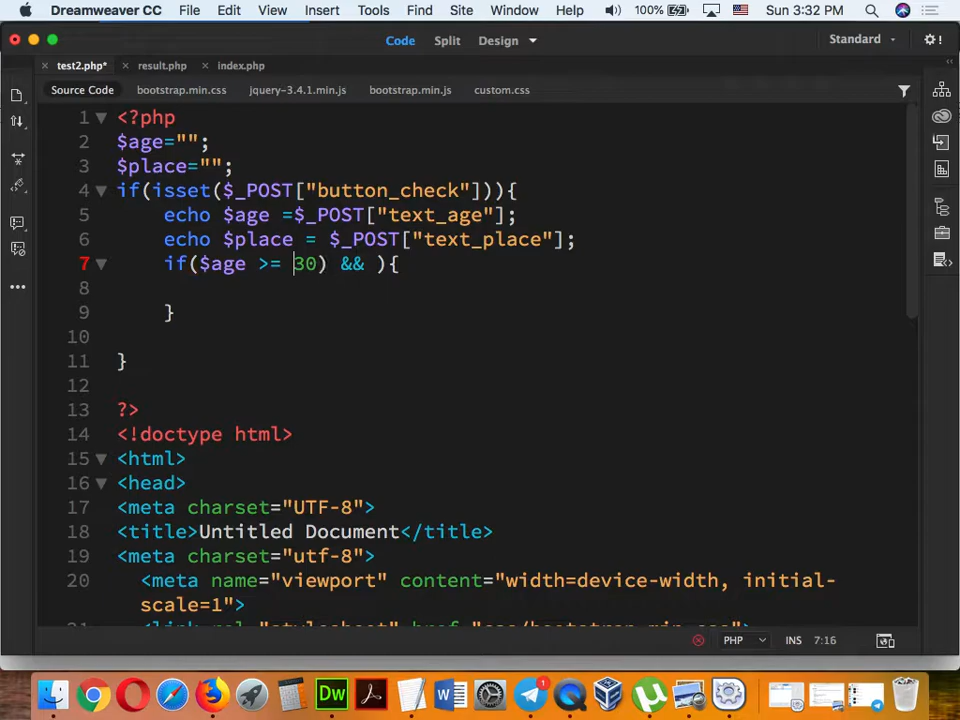 Dreamweaver CC File Edit View Insert Tools Find Site Window Help 100% Sun 3:32 PM
Code Split Design Standard
test2.php* result.php index.php
Source Code bootstrap.min.css jquery-3.4.1.min.js bootstrap.min.js custom.css
1 <?php
2 $age="";
3 $place="";
4 if(isset($_POST["button_check"])){
5 echo $age =$_POST["text_age"];
6 echo $place = $_POST["text_place"];
7 if($age >= 30) && ){
8
9 }
10
11 }
12
13 ?>
14 <!doctype html>
15 <html>
16 <head>
17 <meta charset="UTF-8">
18 <title>Untitled Document</title>
19 <meta charset="utf-8">
20 <meta name="viewport" content="width=device-width, initial-
scale=1">
PHP INS 7:16
Dw W 1